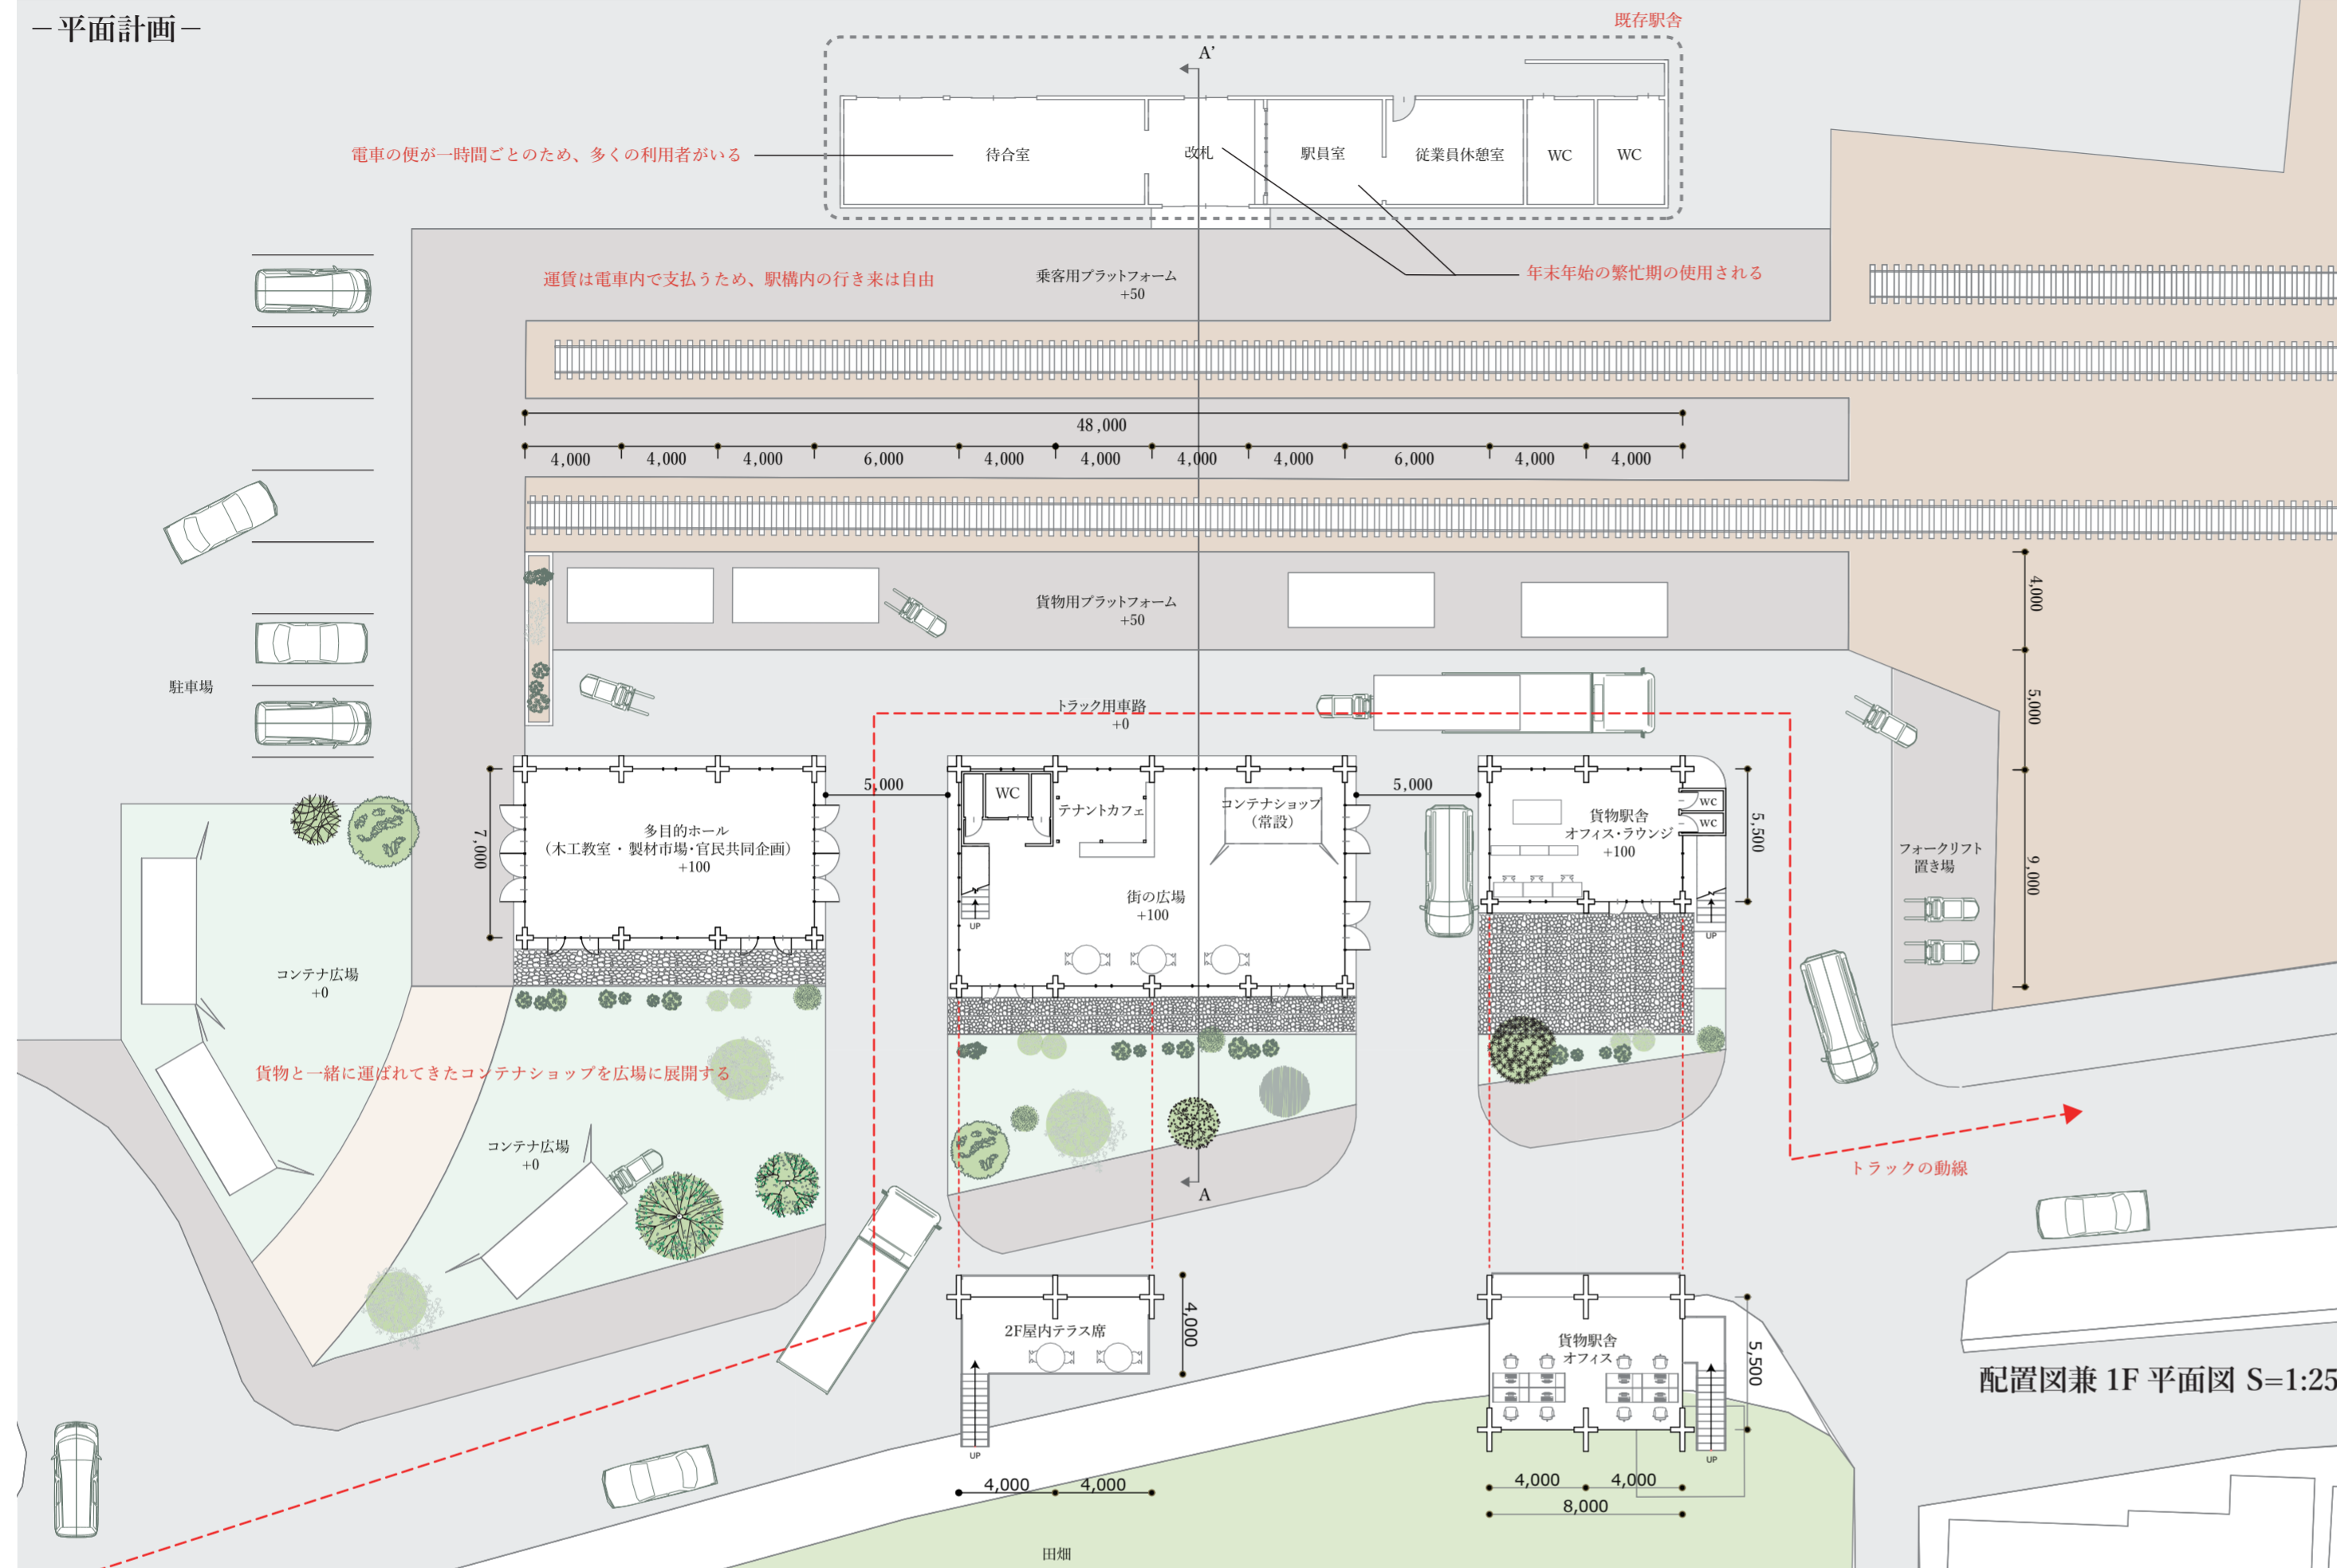 －平面計画－
既存駅舎
A’
電車の便が一時間ごとのため、多くの利用者がいる
待合室
改札
駅員室
従業員休憩室
WC
WC
運賃は電車内で支払うため、駅構内の行き来は自由
乗客用プラットフォーム
+50
年末年始の繁忙期の使用される
48,000
4,000
4,000
4,000
6,000
4,000
4,000
4,000
4,000
6,000
4,000
4,000
貨物用プラットフォーム
+50
4,000
5,000
9,000
駐車場
トラック用車路
+0
5,000
5,000
7,000
多目的ホール
（木工教室・製材市場・官民共同企画）
+100
WC
テナントカフェ
コンテナショップ
（常設）
街の広場
+100
UP
貨物駅舎
オフィス・ラウンジ
+100
wc
wc
UP
5,500
フォークリフト
置き場
コンテナ広場
+0
貨物と一緒に運ばれてきたコンテナショップを広場に展開する
コンテナ広場
+0
A
トラックの動線
2F屋内テラス席
4,000
UP
4,000
4,000
貨物駅舎
オフィス
5,500
UP
4,000
4,000
8,000
配置図兼 1F 平面図 S=1:25
田畑